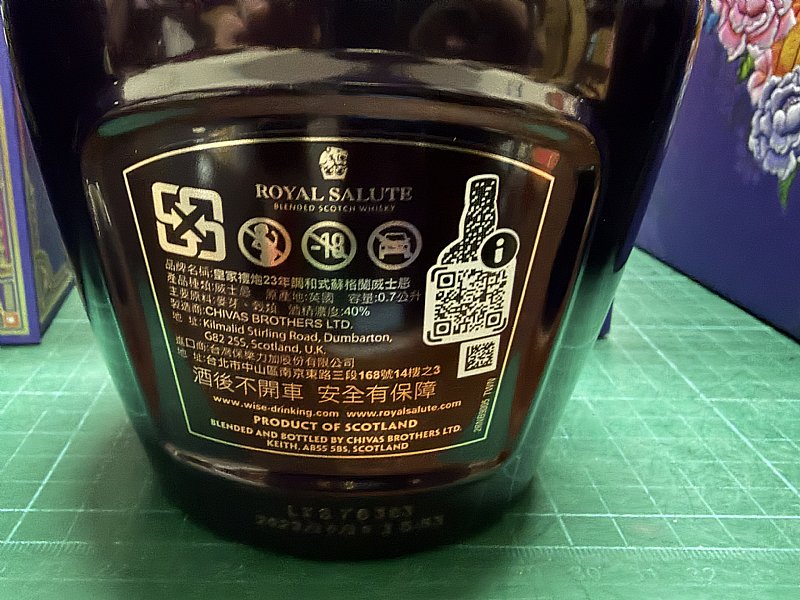 ROYAL SALUTE
BLENDED SCOTCH WHISKY
-18
i
品牌名稱:皇家禮炮23年調和式蘇格蘭威士忌
產品種類:威士忌 原產地:英國 容量:0.7公升
主要原料:麥芽、穀類 酒精濃度:40%
製造商:CHIVAS BROTHERS LTD.
地 址:Kilmalid Stirling Road, Dumbarton,
G82 2SS, Scotland, U.K.
進口商:台灣保樂力加股份有限公司
地 址:台北市中山區南京東路三段168號14樓之3
酒後不開車 安全有保障
www.wise-drinking.com www.royalsalute.com
PRODUCT OF SCOTLAND
BLENDED AND BOTTLED BY CHIVAS BROTHERS LTD.
KEITH, AB55 5BS, SCOTLAND